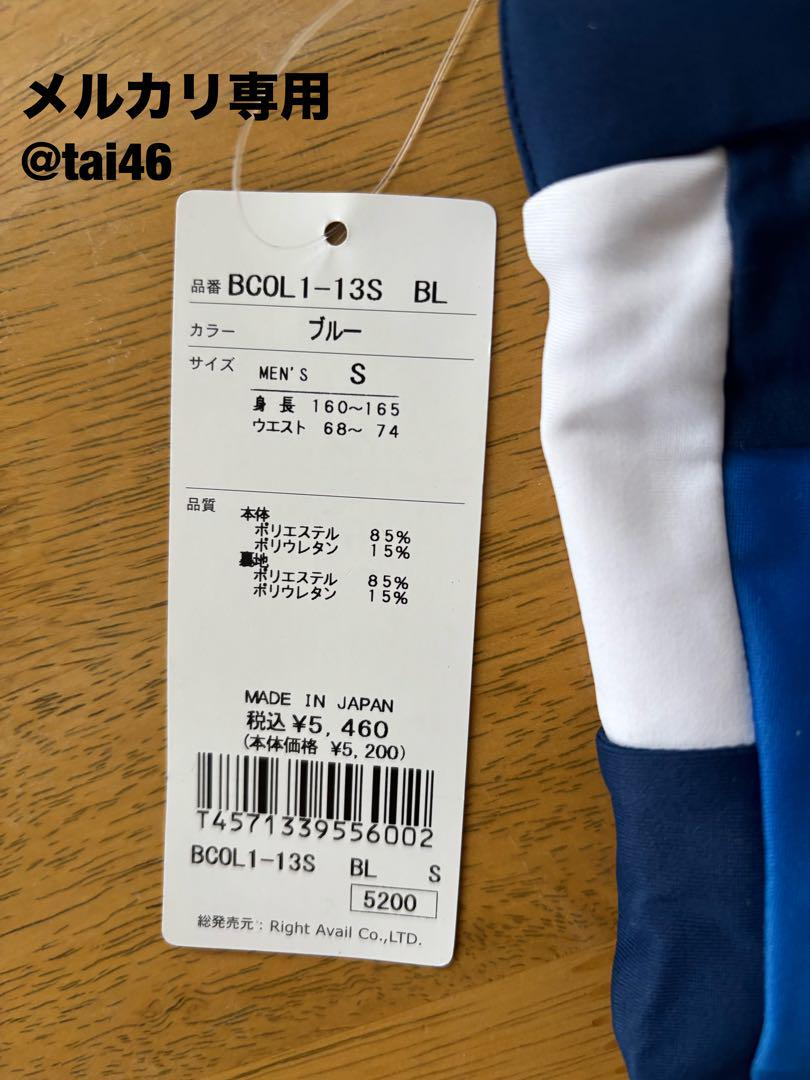 メルカリ専用
@tai46
品番 BCOL1-13S BL
カラー ブルー
サイズ MEN'S S
身長 160～165
ウエスト 68～ 74
品質
本体
ポリエステル 85%
ポリウレタン 15%
裏地
ポリエステル 85%
ポリウレタン 15%
MADE IN JAPAN
税込 ¥5,460
(本体価格 ¥5,200)
T4571339556002
BCOL1-13S BL S
5200
総発売元：Right Avail Co.,LTD.